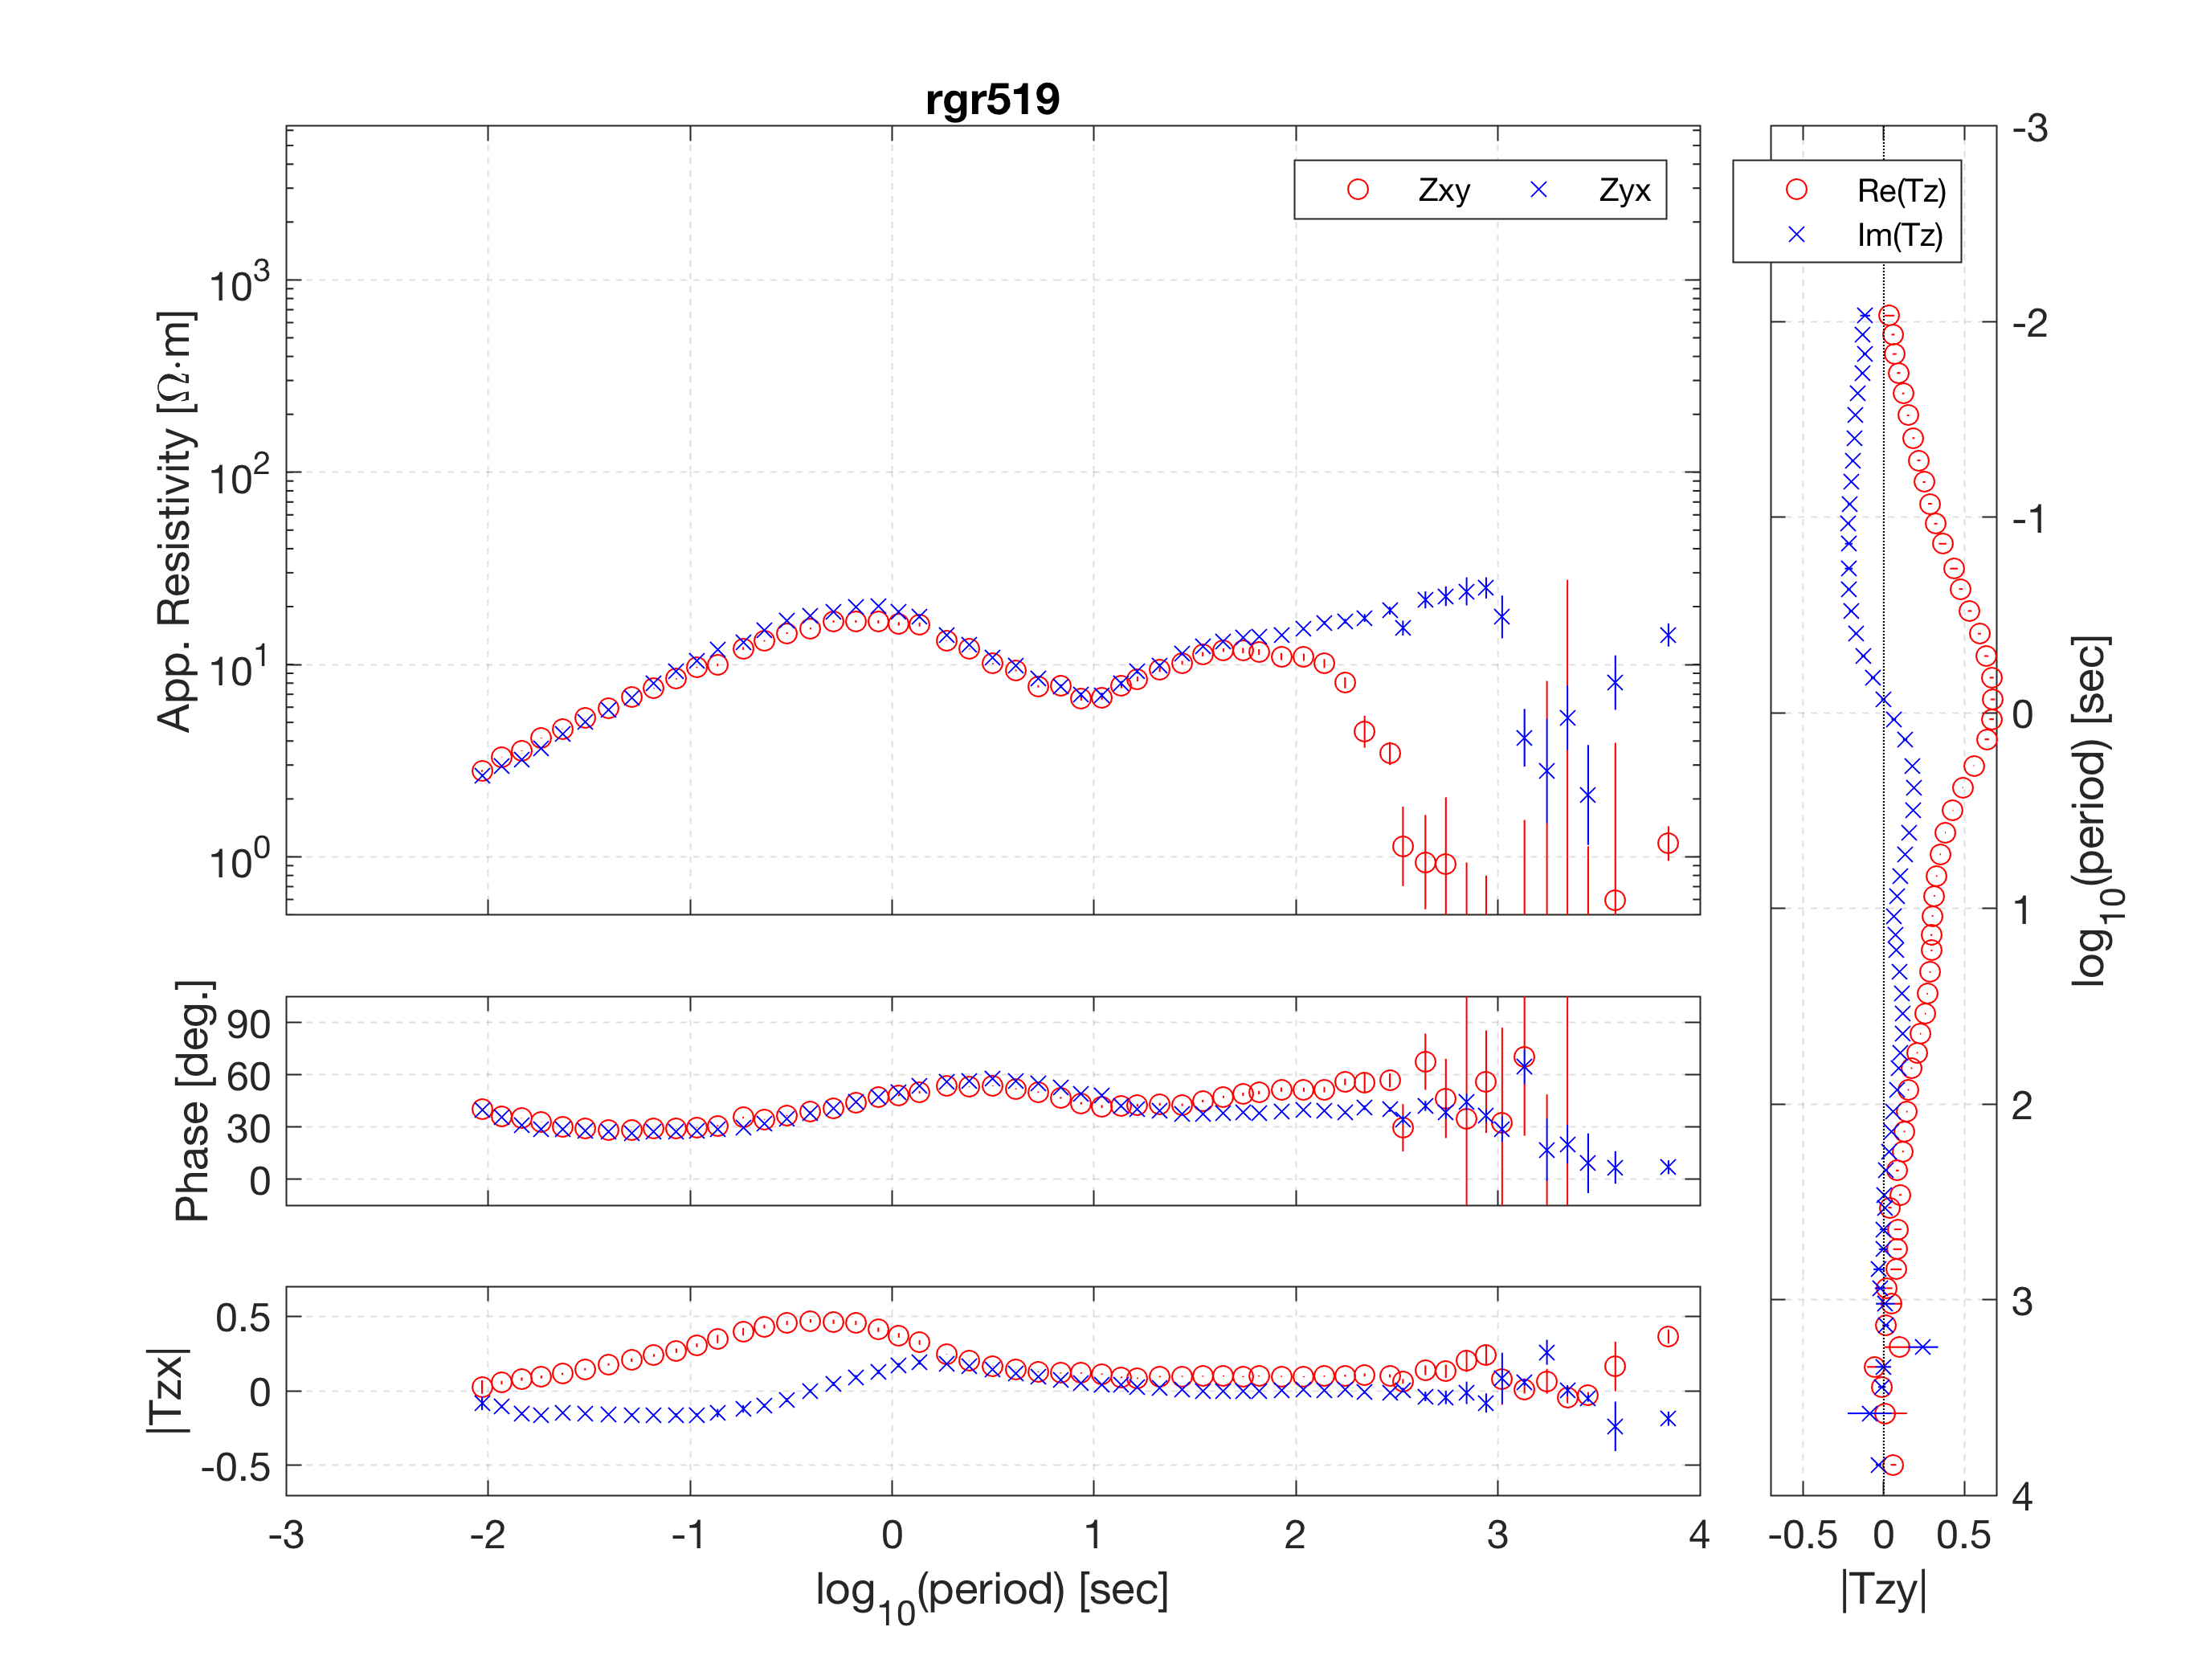 rgr519
Zxy Zyx
Re(Tz)
Im(Tz)
App. Resistivity [Ω·m]
10^3
10^2
10^1
10^0
Phase [deg.]
90
60
30
0
|Tzx|
0.5
0
-0.5
-3 -2 -1 0 1 2 3 4
log10(period) [sec]
-3
-2
-1
0
1
2
3
4
log10(period) [sec]
-0.5 0 0.5
|Tzy|